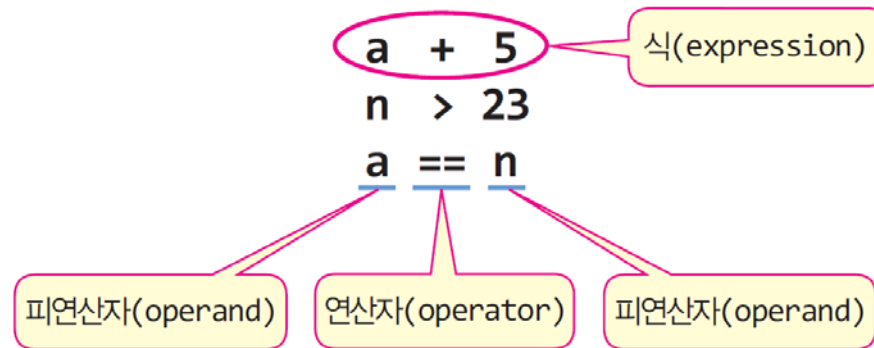 a + 5
식(expression)
n > 23
a == n
피연산자(operand)
연산자(operator)
피연산자(operand)